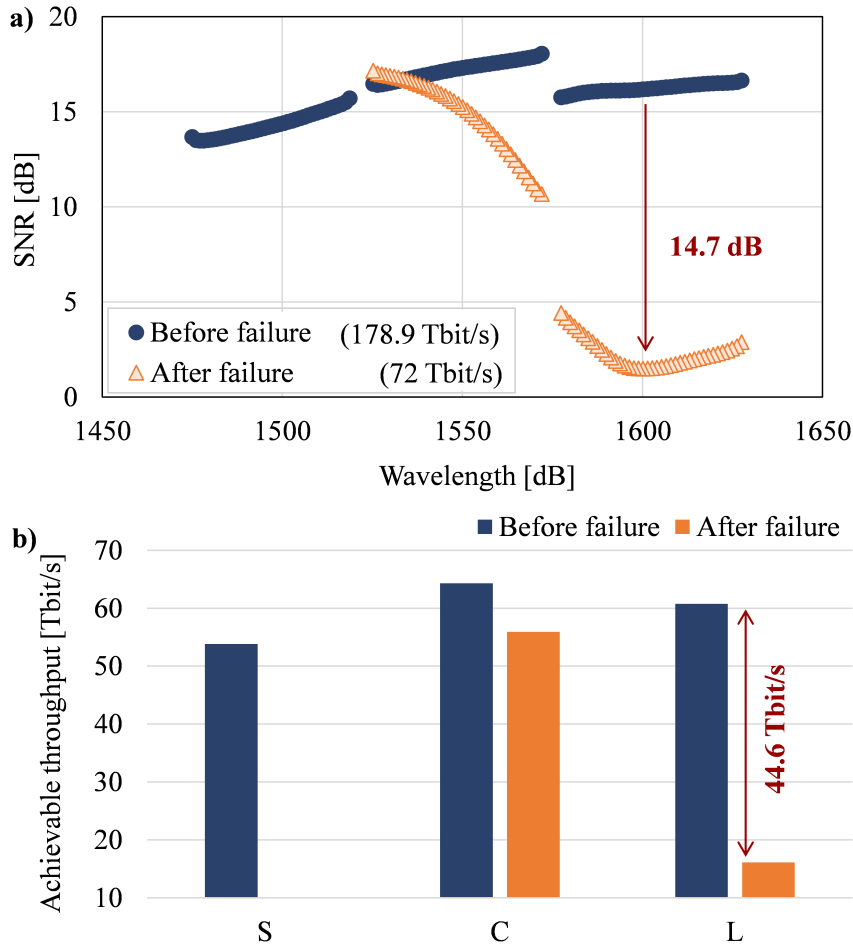 a)
20
15
10
5
0
SNR [dB]
14.7 dB
Before failure (178.9 Tbit/s)
After failure (72 Tbit/s)
1450 1500 1550 1600 1650
Wavelength [dB]
b)
Before failure After failure
70
60
50
40
30
20
10
Achievable throughput [Tbit/s]
44.6 Tbit/s
S C L